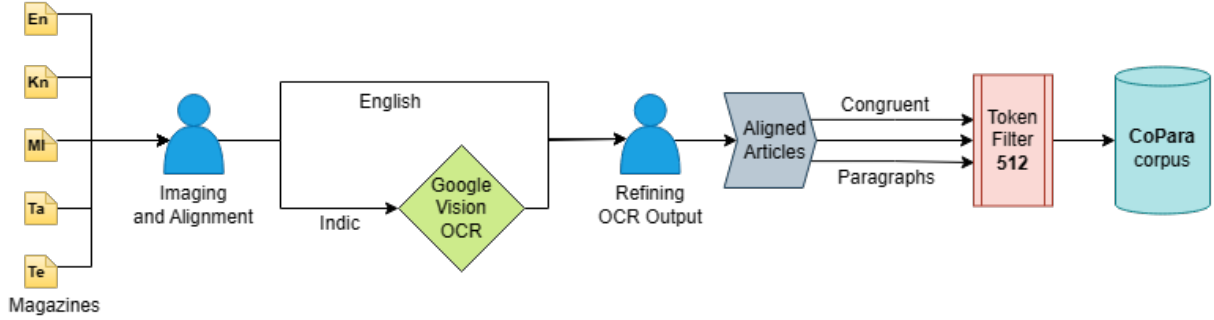 En
Kn
Ml
Ta
Te
Magazines
Imaging
and Alignment
English
Indic
Google
Vision
OCR
Refining
OCR Output
Aligned
Articles
Congruent
Paragraphs
Token
Filter
512
CoPara
corpus